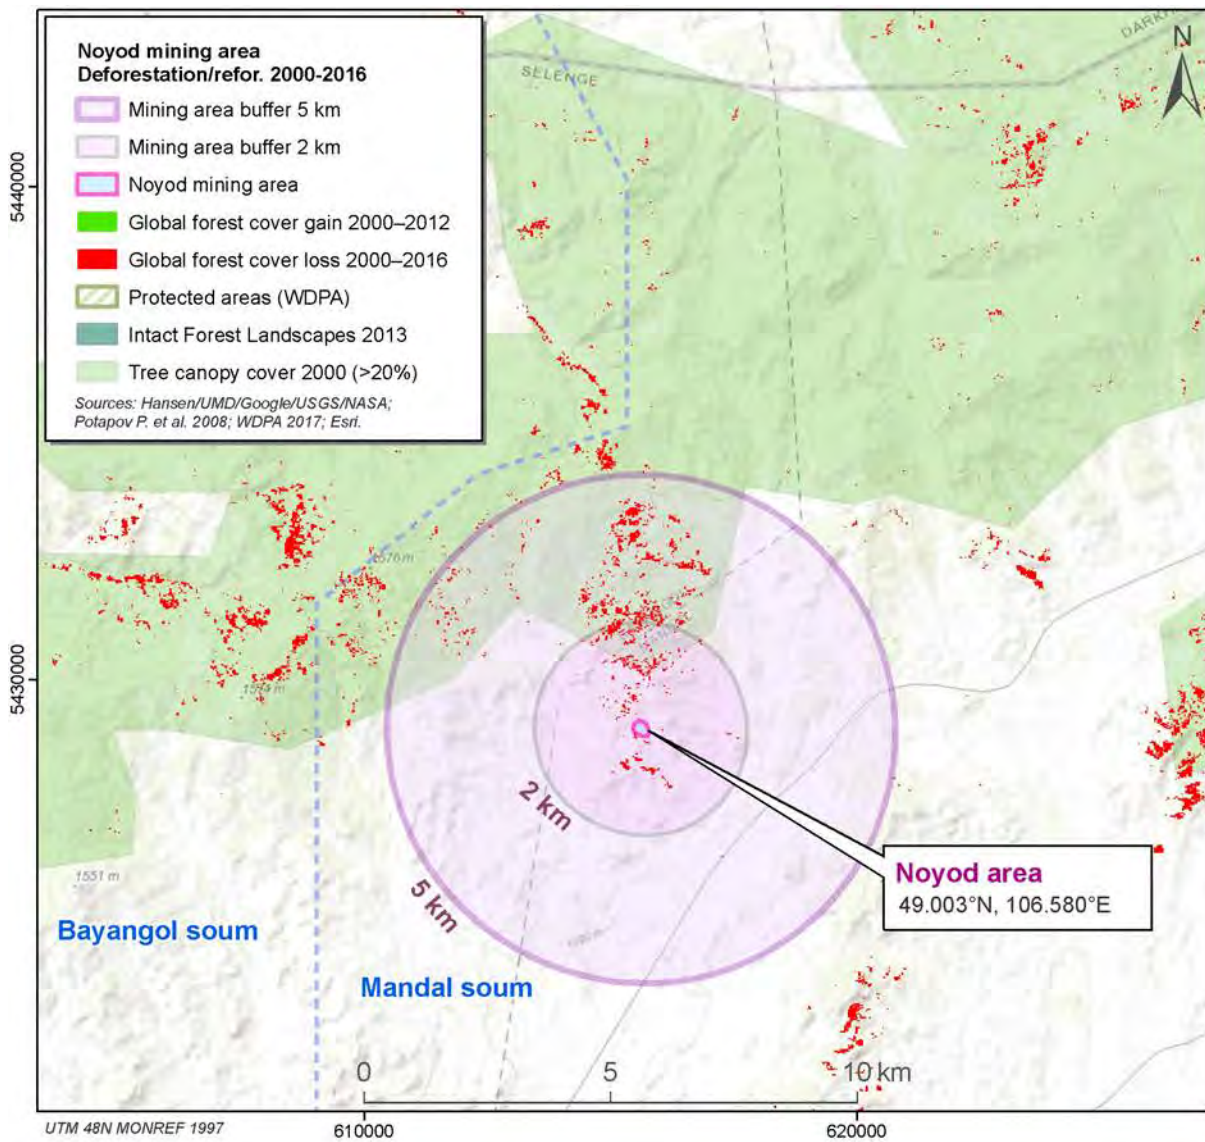 Noyod mining area
Deforestation/refor. 2000-2016
Mining area buffer 5 km
Mining area buffer 2 km
Noyod mining area
Global forest cover gain 2000–2012
Global forest cover loss 2000–2016
Protected areas (WDPA)
Intact Forest Landscapes 2013
Tree canopy cover 2000 (>20%)
Sources: Hansen/UMD/Google/USGS/NASA;
Potapov P. et al. 2008; WDPA 2017; Esri.
SELENGE
N
5440000
5430000
1576 m
1551 m
2 km
5 km
Noyod area
49.003°N, 106.580°E
Bayangol soum
Mandal soum
0 5 10 km
UTM 48N MONREF 1997
610000 620000